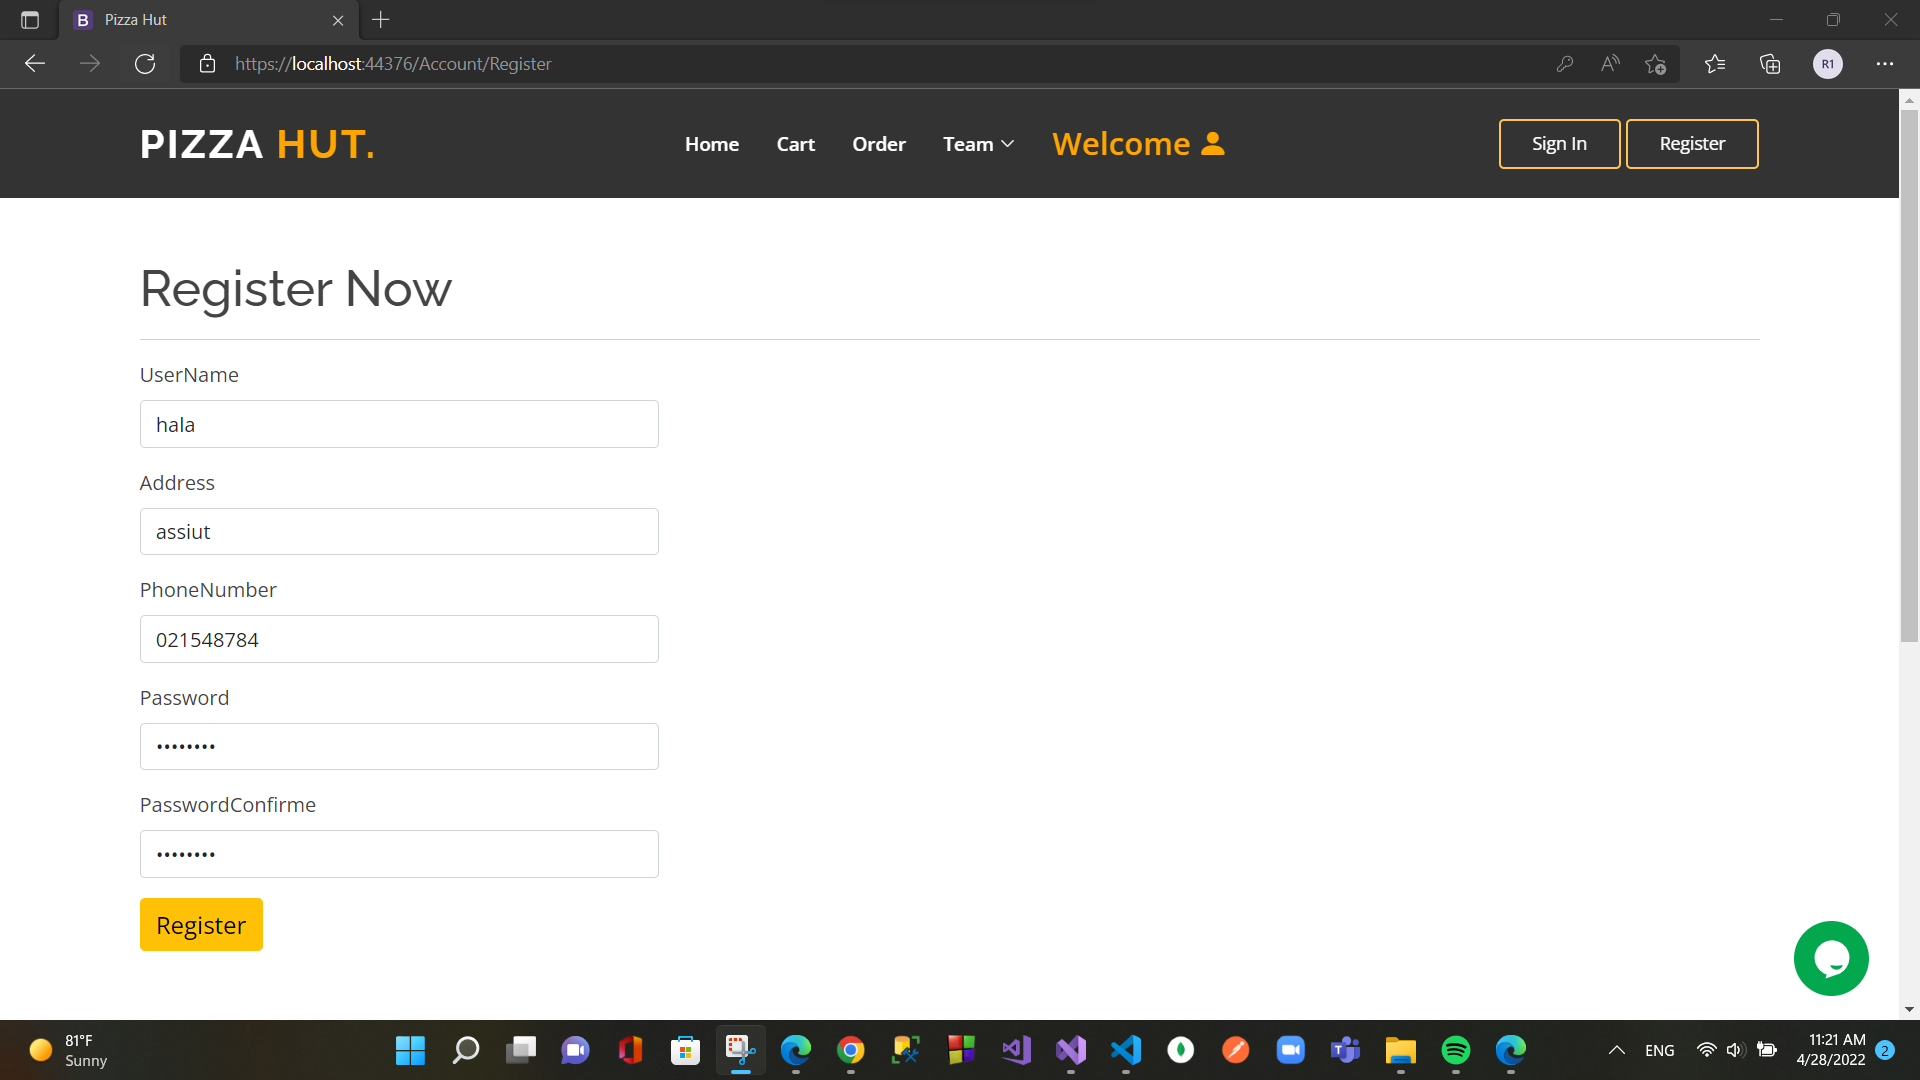 Pizza Hut
https://localhost:44376/Account/Register
R1
PIZZA HUT.
Home Cart Order Team Welcome
Sign In Register
Register Now
UserName
hala
Address
assiut
PhoneNumber
021548784
Password
••••••••
PasswordConfirme
••••••••
Register
81°F
Sunny
ENG
11:21 AM
4/28/2022
2